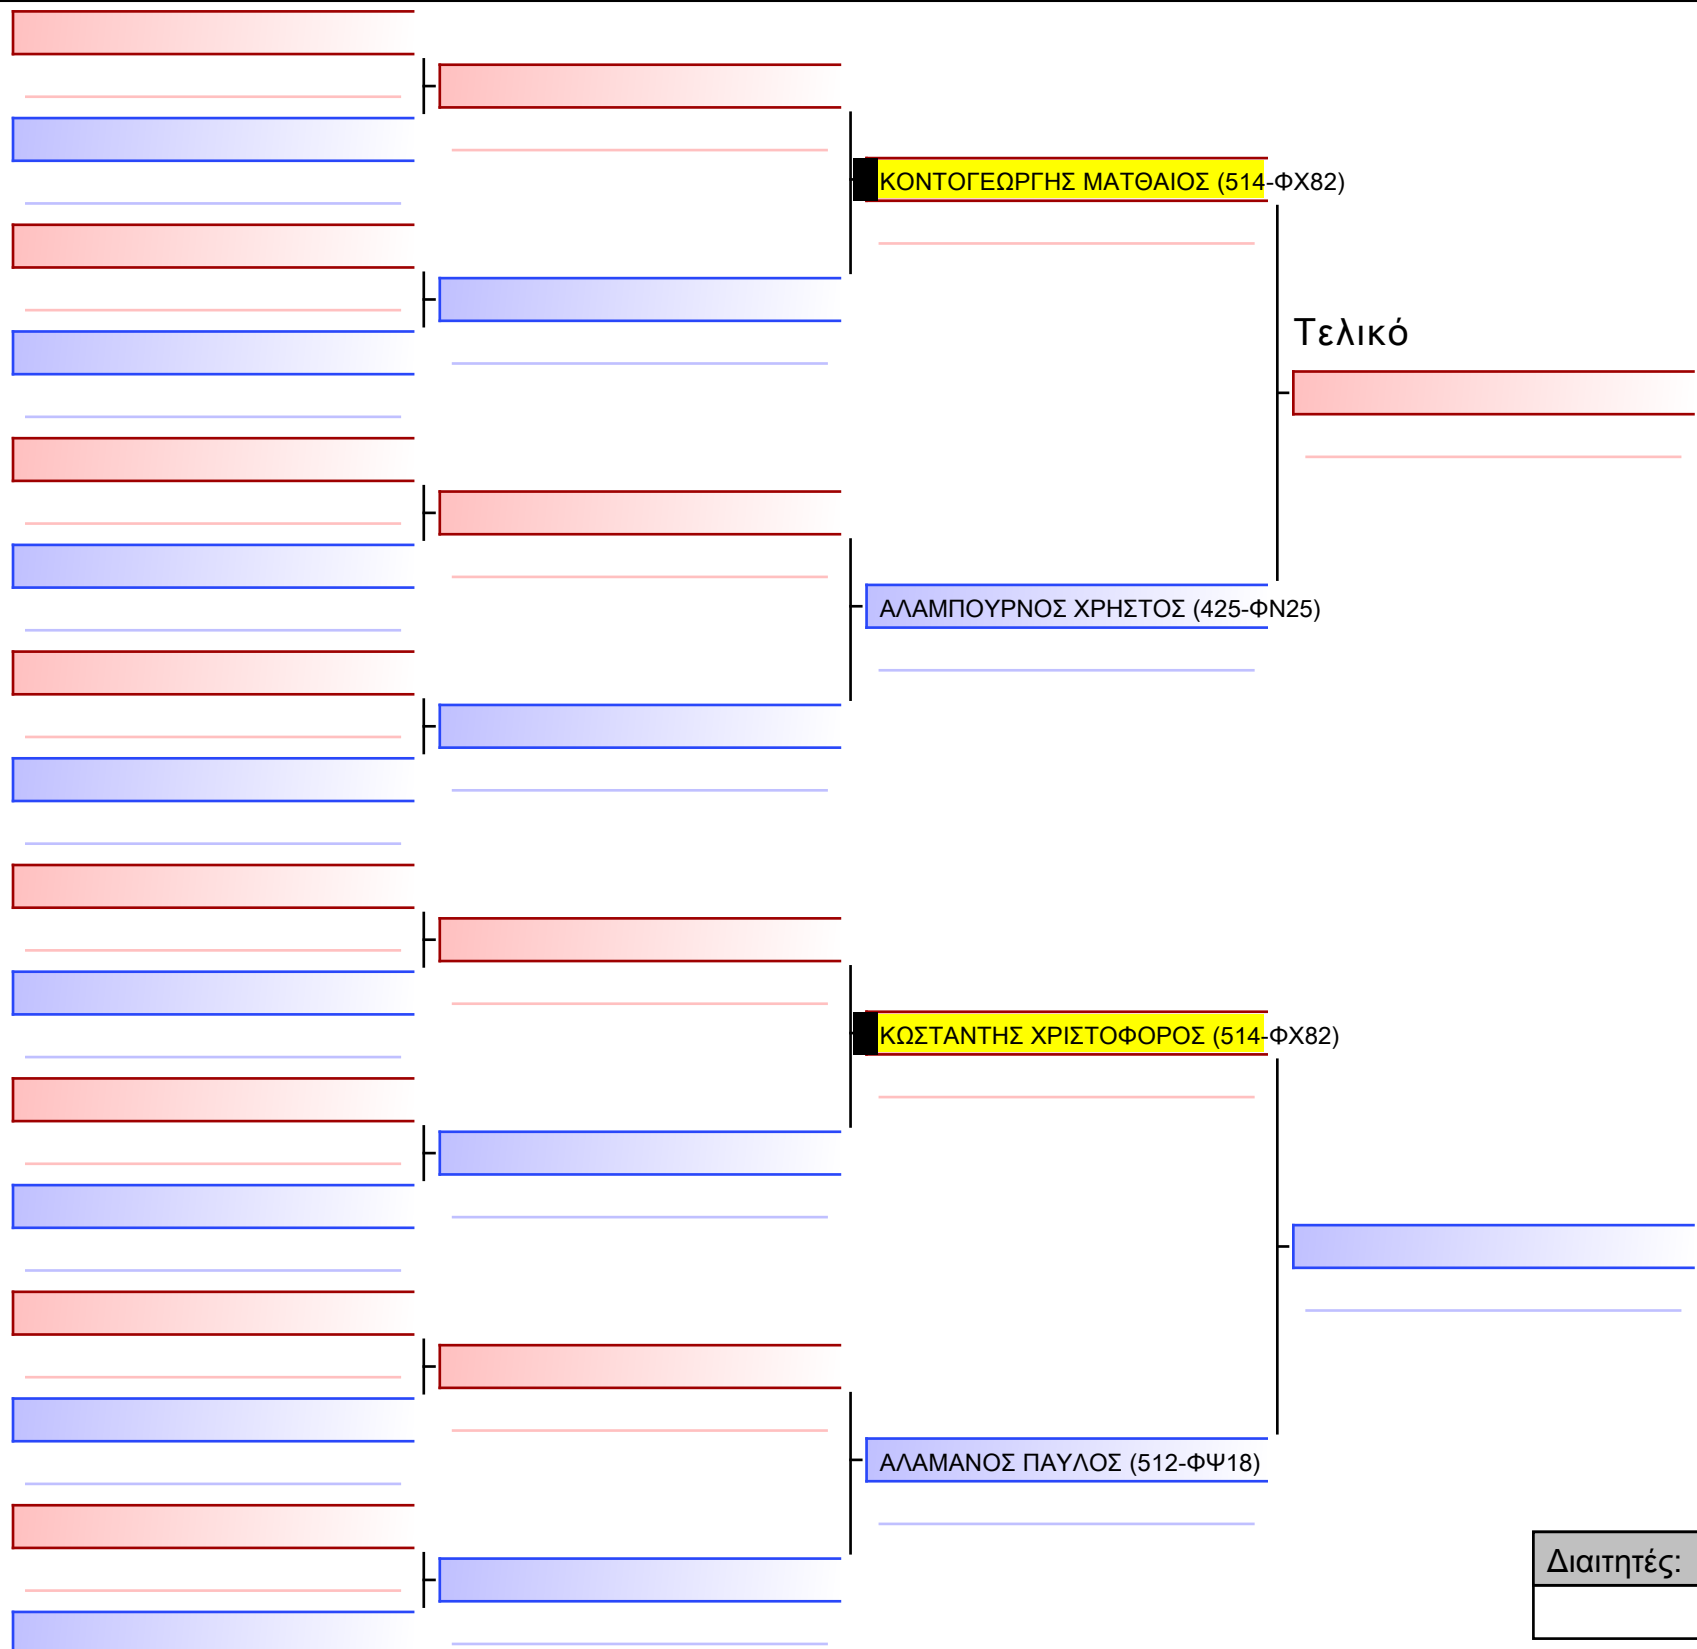 ΚΟΝΤΟΓΕΩΡΓΗΣ ΜΑΤΘΑΙΟΣ (514-ΦΧ82)
Τελικό
ΑΛΑΜΠΟΥΡΝΟΣ ΧΡΗΣΤΟΣ (425-ΦΝ25)
ΚΩΣΤΑΝΤΗΣ ΧΡΙΣΤΟΦΟΡΟΣ (514-ΦΧ82)
ΑΛΑΜΑΝΟΣ ΠΑΥΛΟΣ (512-ΦΨ18)
Διαιτητές: